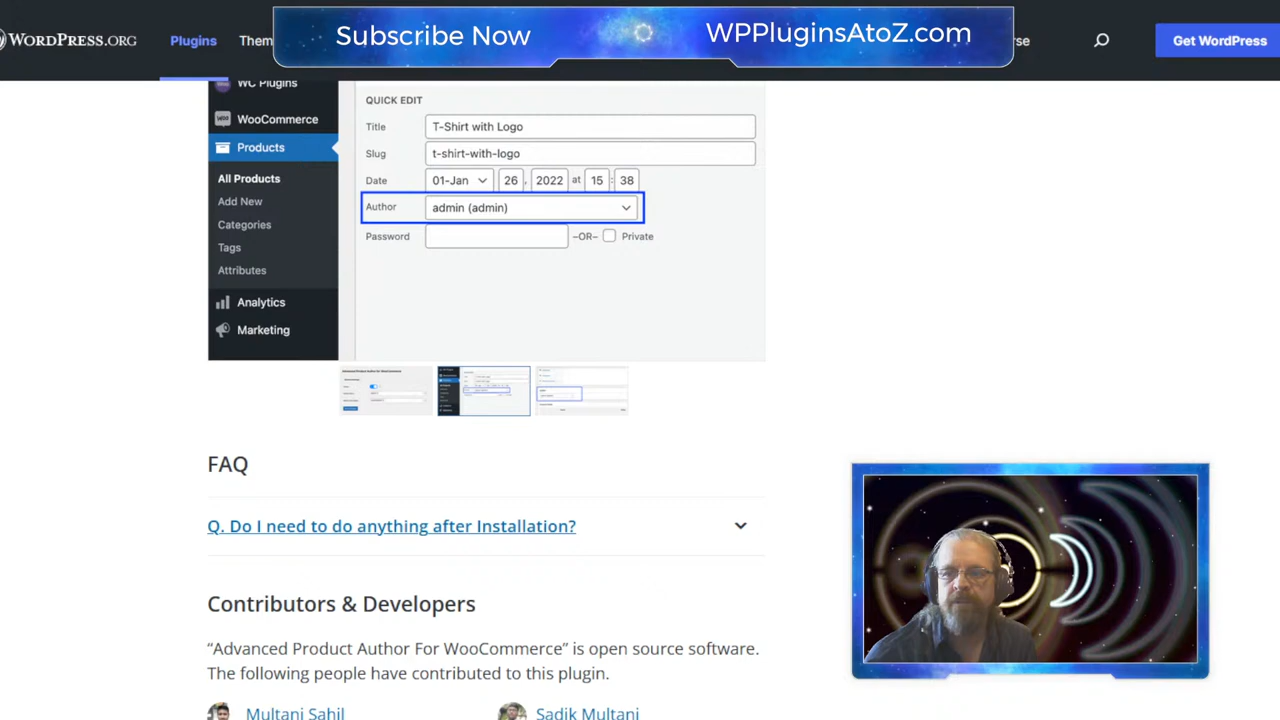 WORDPRESS.ORG
Plugins
Them
Subscribe Now
WPPluginsAtoZ.com
rse
Get WordPress
WC Plugins
WooCommerce
Products
All Products
Add New
Categories
Tags
Attributes
Analytics
Marketing
QUICK EDIT
Title T-Shirt with Logo
Slug t-shirt-with-logo
Date 01-Jan 26 , 2022 at 15 : 38
Author admin (admin)
Password –OR– Private
FAQ
Q. Do I need to do anything after Installation?
Contributors & Developers
“Advanced Product Author For WooCommerce” is open source software.
The following people have contributed to this plugin.
Multani Sahil
Sadik Multani